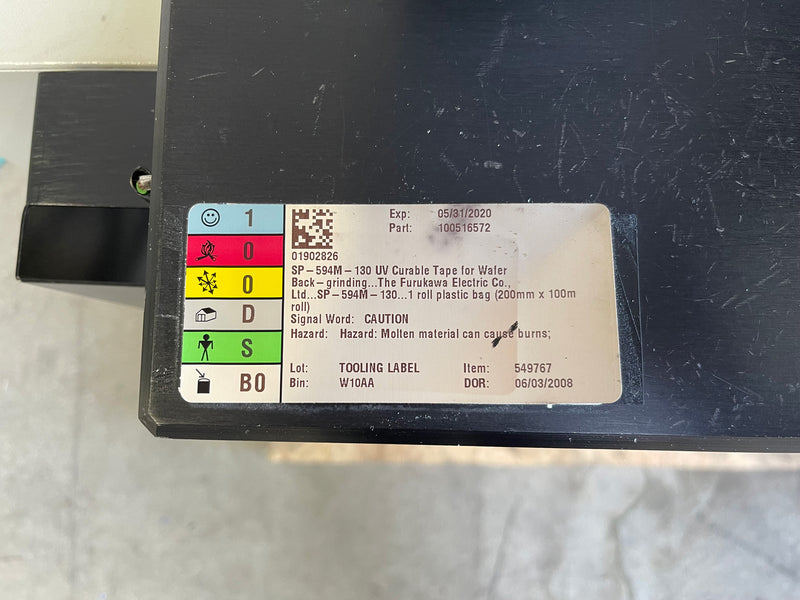 1
0
0
D
S
B0
Exp: 05/31/2020
Part: 100516572
01902826
SP-594M-130 UV Curable Tape for Wafer
Back-grinding...The Furukawa Electric Co.,
Ltd...SP-594M-130...1 roll plastic bag (200mm x 100m
roll)
Signal Word: CAUTION
Hazard: Hazard: Molten material can cause burns;
Lot: TOOLING LABEL Item: 549767
Bin: W10AA DOR: 06/03/2008